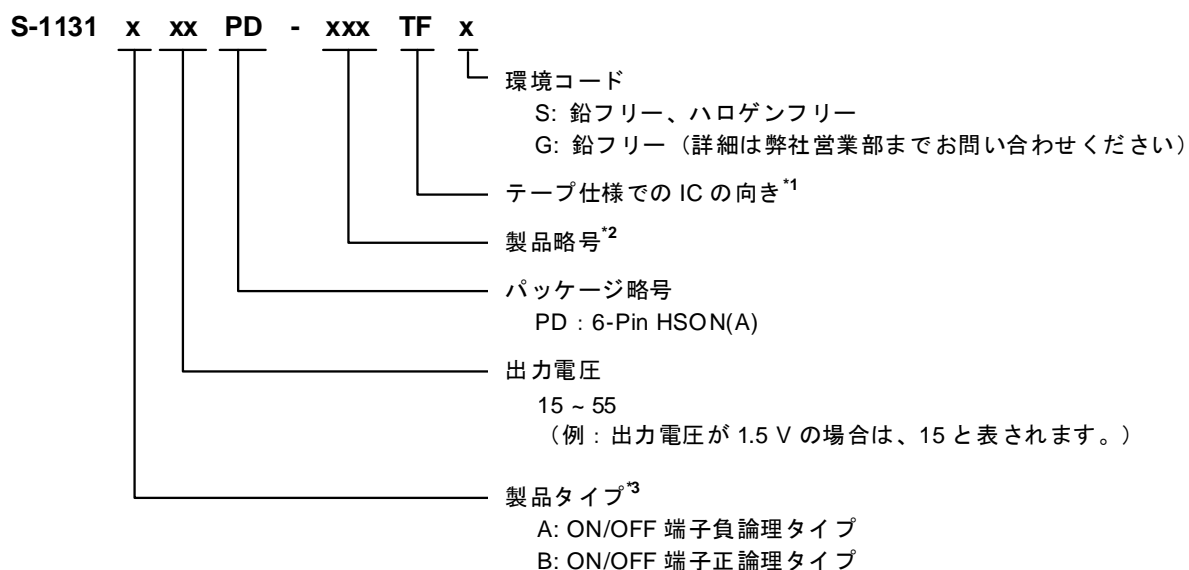 S-1131 x xx PD - xxx TF x
環境コード
S: 鉛フリー、ハロゲンフリー
G: 鉛フリー（詳細は弊社営業部までお問い合わせください）
テープ仕様での IC の向き*1
製品略号*2
パッケージ略号
PD：6-Pin HSON(A)
出力電圧
15 ~ 55
（例：出力電圧が 1.5 V の場合は、15 と表されます。）
製品タイプ*3
A: ON/OFF 端子負論理タイプ
B: ON/OFF 端子正論理タイプ